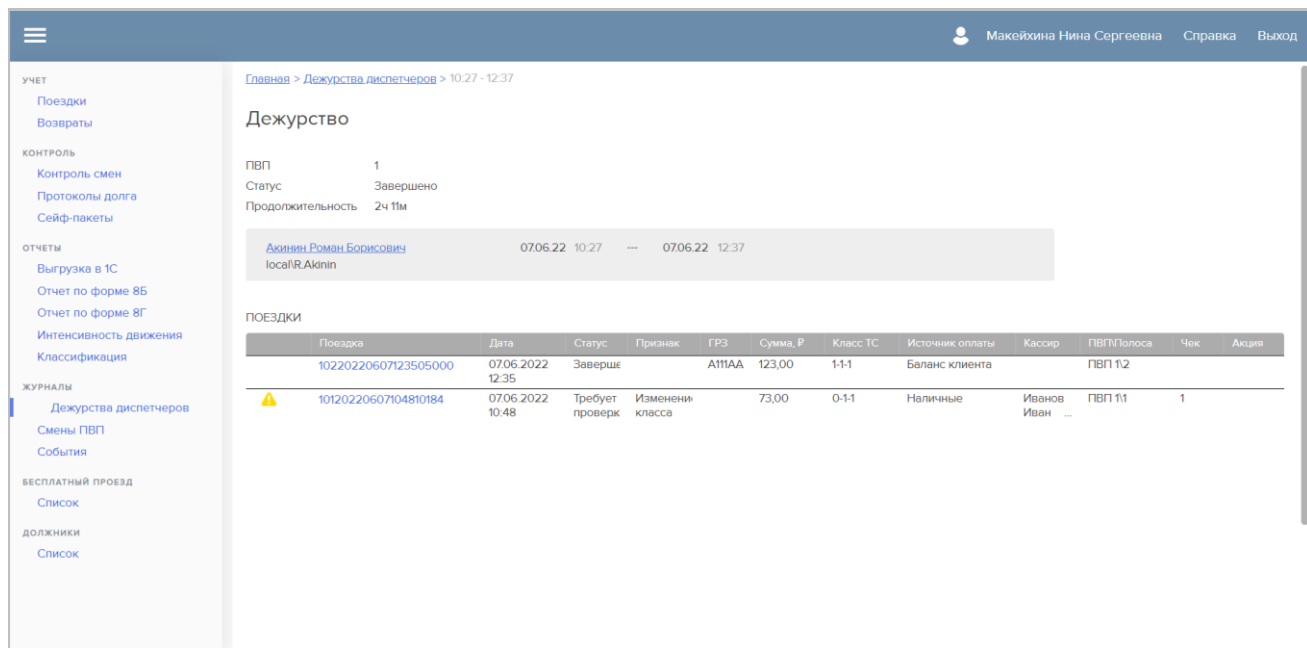 Макейхина Нина Сергеевна Справка Выход
УЧЕТ
Поездки
Возвраты
КОНТРОЛЬ
Контроль смен
Протоколы долга
Сейф-пакеты
ОТЧЕТЫ
Выгрузка в 1С
Отчет по форме 8Б
Отчет по форме 8Г
Интенсивность движения
Классификация
ЖУРНАЛЫ
Дежурства диспетчеров
Смены ПВП
События
БЕСПЛАТНЫЙ ПРОЕЗД
Список
ДОЛЖНИКИ
Список
Главная > Дежурства диспетчеров > 10:27 - 12:37
Дежурство
ПВП 1
Статус Завершено
Продолжительность 2ч 11м
Акинин Роман Борисович 07.06.22 10:27 — 07.06.22 12:37
local\R.Akinin
ПОЕЗДКИ
Поездка Дата Статус Признак ГРЗ Сумма, ₽ Класс ТС Источник оплаты Кассир ПВП\Полоса Чек Акция
10220220607123505000 07.06.2022 Заверше А111АА 123,00 1-1-1 Баланс клиента ПВП 1\2
12:35
10120220607104810184 07.06.2022 Требует Изменени 73,00 0-1-1 Наличные Иванов ПВП 1\1 1
10:48 проверк класса Иван ...